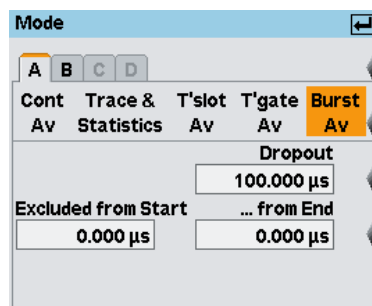 Mode
A B C D
Cont Trace & T'slot T'gate Burst
Av Statistics Av Av Av
Dropout
100.000 µs
Excluded from Start ... from End
0.000 µs 0.000 µs